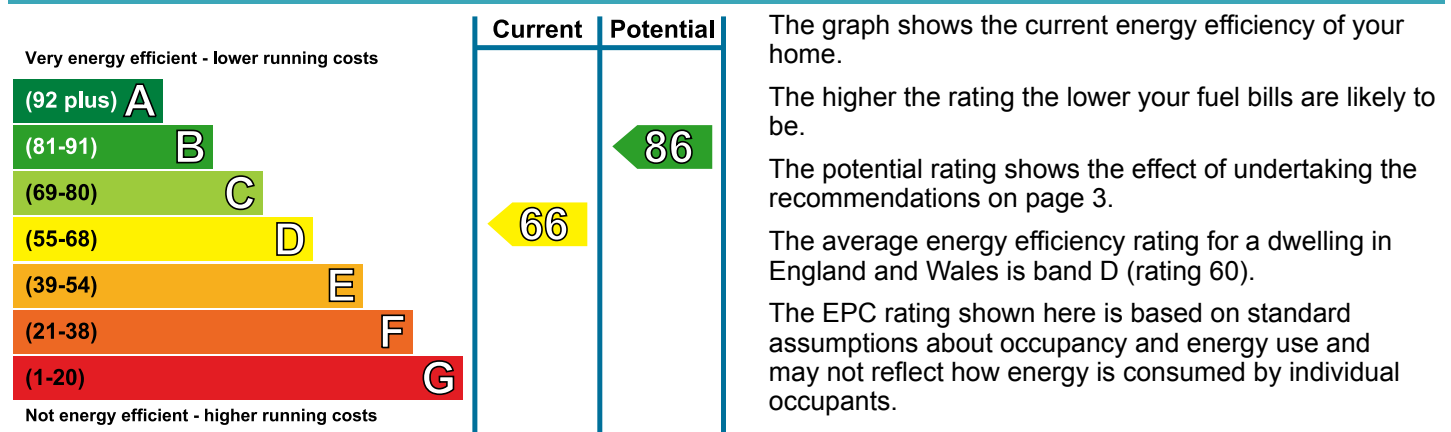 Current Potential
Very energy efficient - lower running costs
(92 plus) A
(81-91) B
86
(69-80) C
(55-68) D
66
(39-54) E
(21-38) F
(1-20) G
Not energy efficient - higher running costs
The graph shows the current energy efficiency of your
home.
The higher the rating the lower your fuel bills are likely to
be.
The potential rating shows the effect of undertaking the
recommendations on page 3.
The average energy efficiency rating for a dwelling in
England and Wales is band D (rating 60).
The EPC rating shown here is based on standard
assumptions about occupancy and energy use and
may not reflect how energy is consumed by individual
occupants.